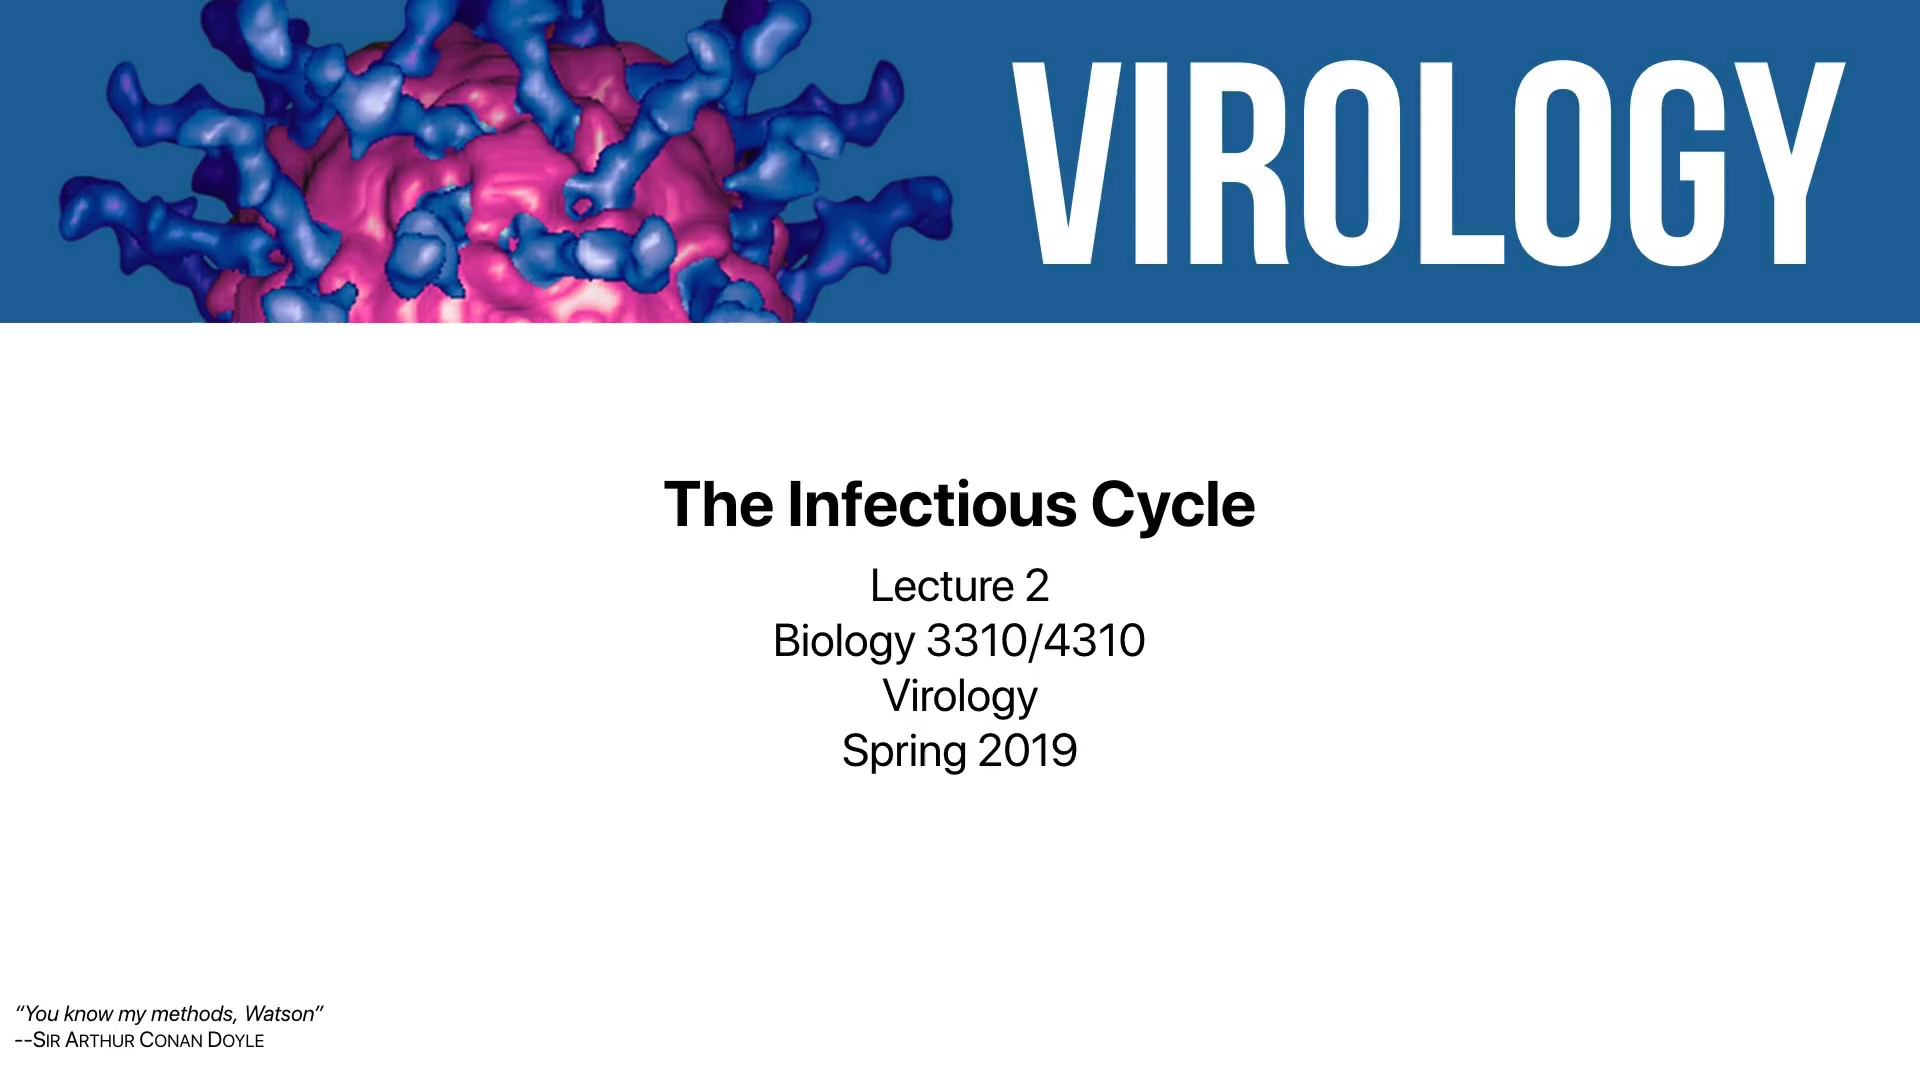 VIROLOGY
The Infectious Cycle
Lecture 2
Biology 3310/4310
Virology
Spring 2019
“You know my methods, Watson”
--SIR ARTHUR CONAN DOYLE